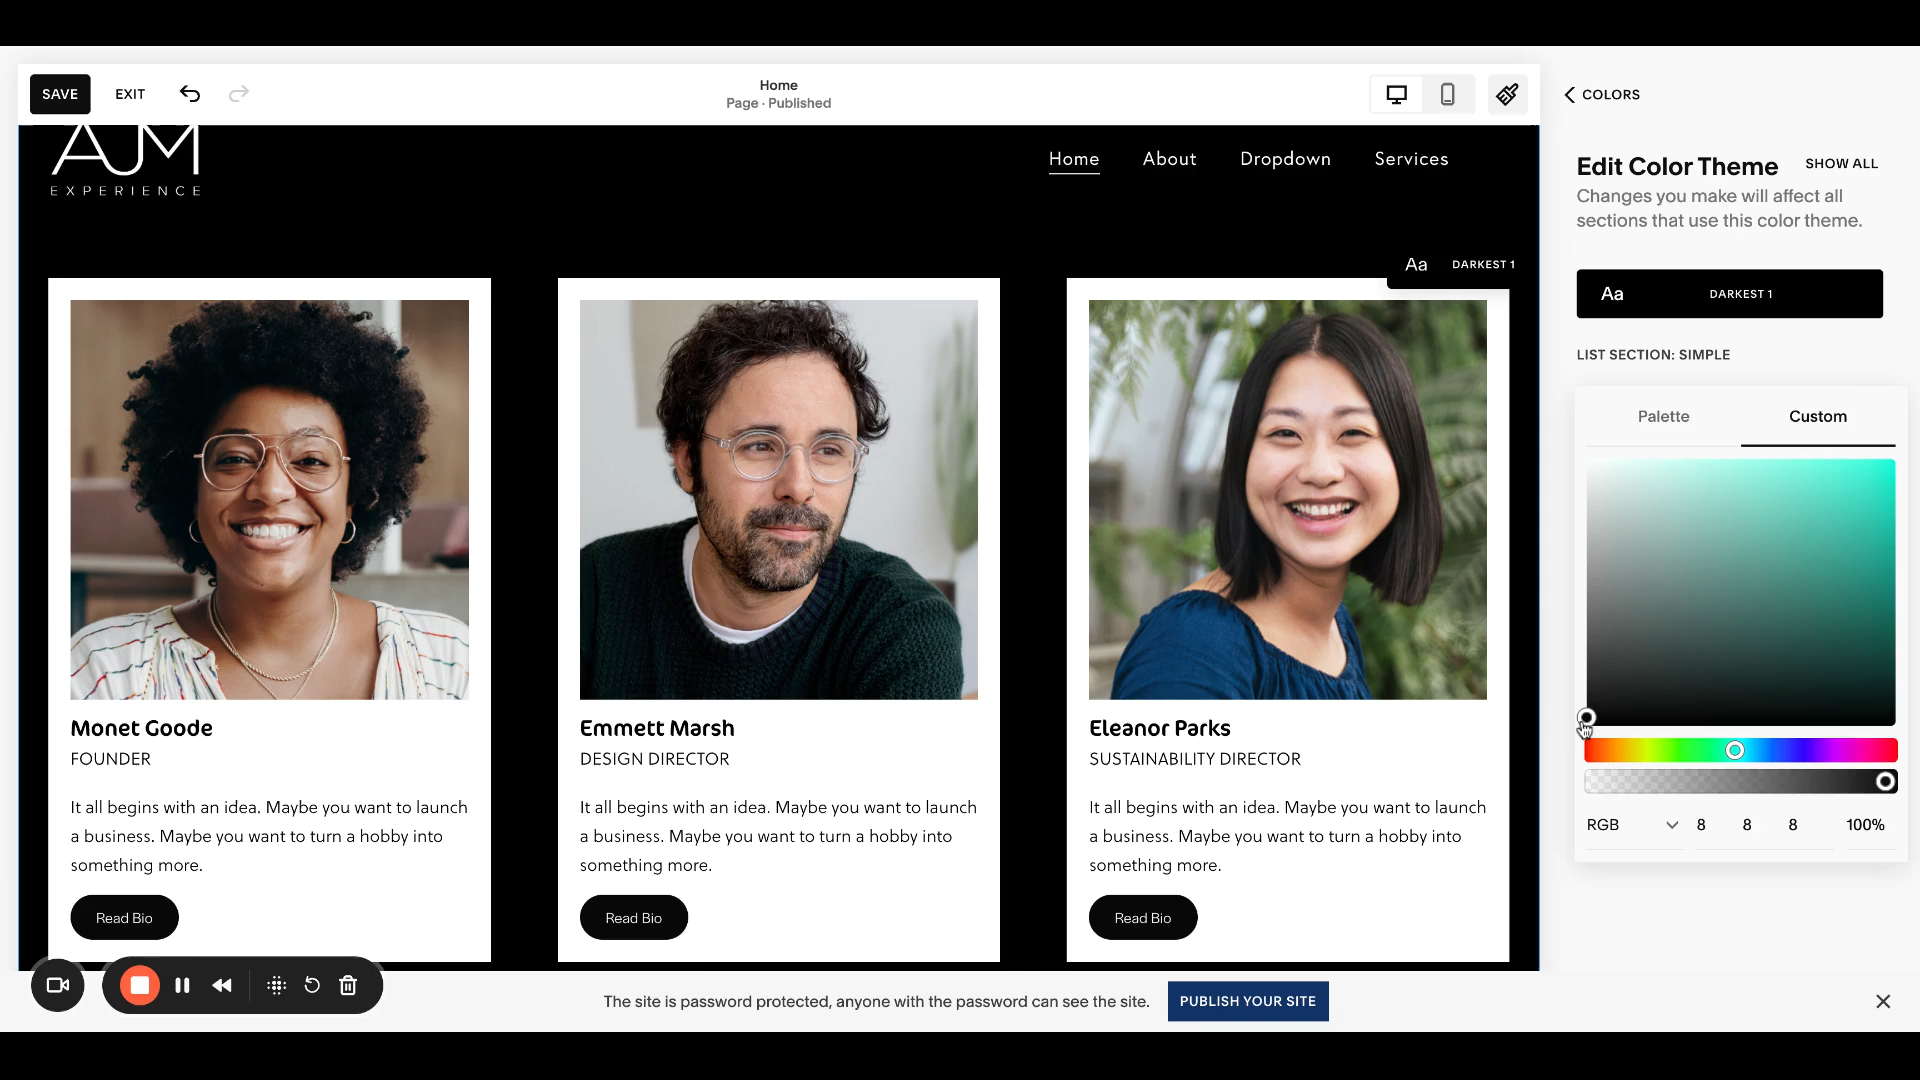 SAVE
EXIT
Home
Page · Published
COLORS
AJM
EXPERIENCE
Home
About
Dropdown
Services
Edit Color Theme
SHOW ALL
Changes you make will affect all
sections that use this color theme.
Aa
DARKEST 1
Aa
DARKEST 1
LIST SECTION: SIMPLE
Palette
Custom
RGB
8
8
8
100%
Monet Goode
FOUNDER
It all begins with an idea. Maybe you want to launch
a business. Maybe you want to turn a hobby into
something more.
Read Bio
Emmett Marsh
DESIGN DIRECTOR
It all begins with an idea. Maybe you want to launch
a business. Maybe you want to turn a hobby into
something more.
Read Bio
Eleanor Parks
SUSTAINABILITY DIRECTOR
It all begins with an idea. Maybe you want to launch
a business. Maybe you want to turn a hobby into
something more.
Read Bio
The site is password protected, anyone with the password can see the site.
PUBLISH YOUR SITE